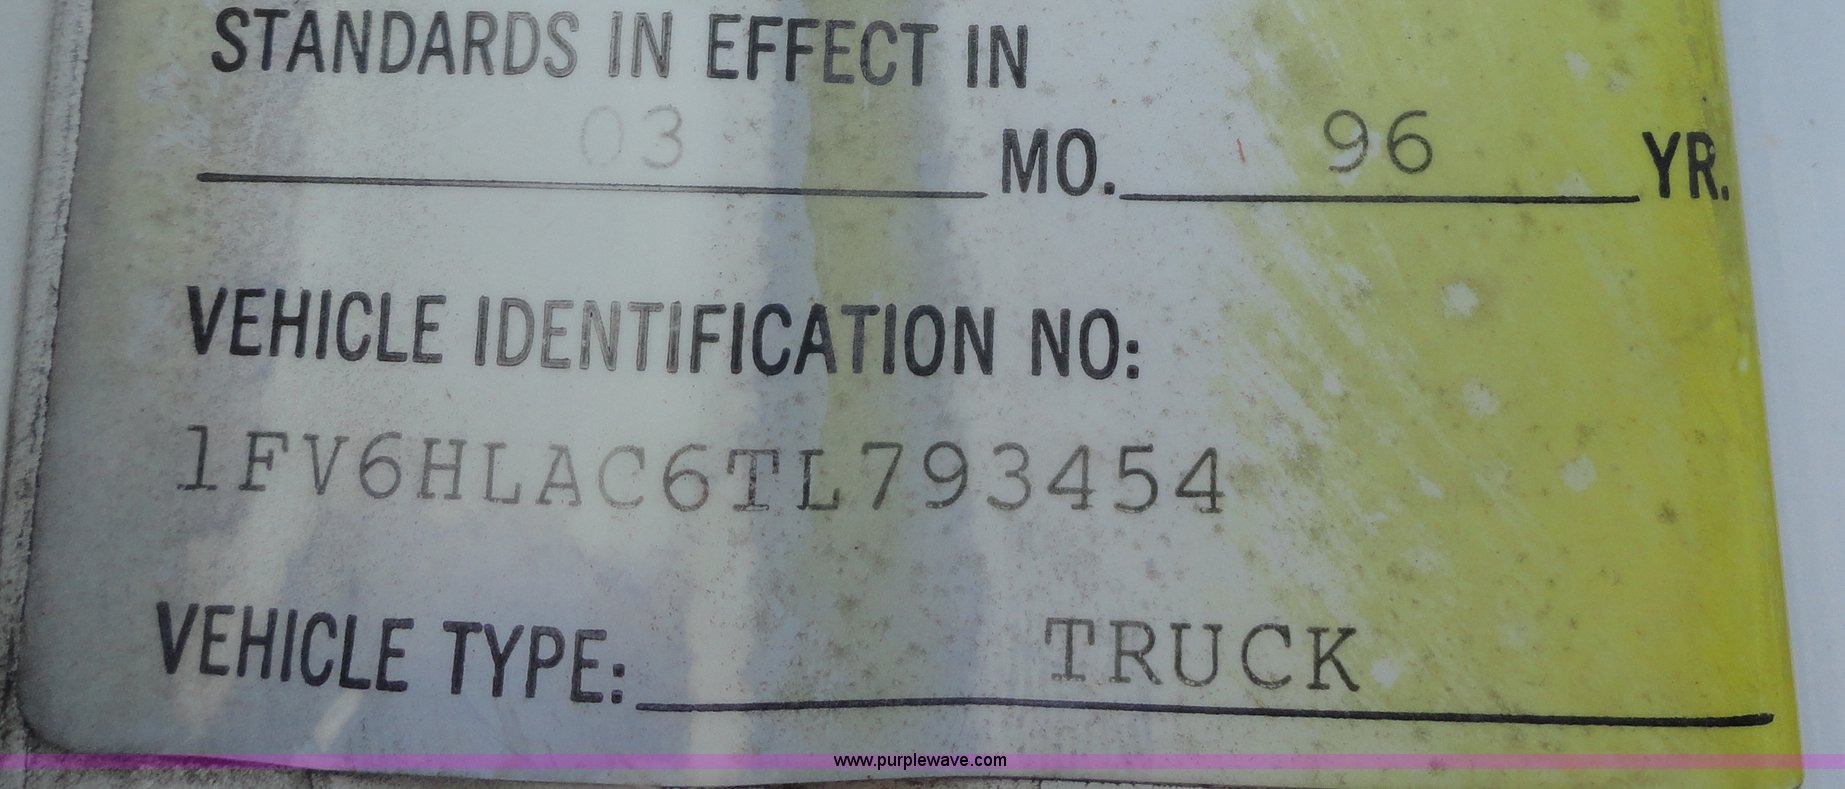 STANDARDS IN EFFECT IN
03 MO. 96 YR.
VEHICLE IDENTIFICATION NO:
1FV6HLAC6TL793454
VEHICLE TYPE: TRUCK
www.purplewave.com